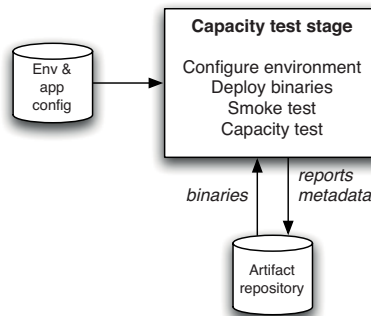 Capacity test stage
Configure environment
Deploy binaries
Smoke test
Capacity test
Env &
app
config
binaries
reports
metadata
Artifact
repository